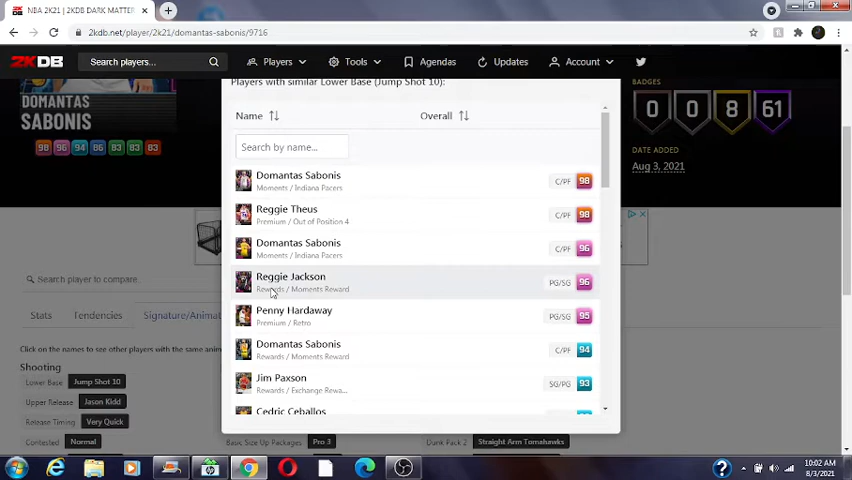 NBA 2K21 | 2KDB DARK MATTER
2kdb.net/player/2k21/domantas-sabonis/9716
2KDB
Search players...
Players
Tools
Agendas
Updates
Account
Players with similar Lower Base (Jump Shot 10):
DOMANTAS
SABONIS
98 96 94 86 83 83 83
BADGES
0 0 8 61
DATE ADDED
Aug 3, 2021
Name
Overall
Search by name...
Domantas Sabonis
Moments / Indiana Pacers
C/PF 98
Reggie Theus
Premium / Out of Position 4
C/PF 98
Domantas Sabonis
Moments / Indiana Pacers
C/PF 96
Reggie Jackson
Rewards / Moments Reward
PG/SG 96
Penny Hardaway
Premium / Retro
PG/SG 95
Domantas Sabonis
Rewards / Moments Reward
C/PF 94
Jim Paxson
Rewards / Exchange Rewa...
SG/PG 93
Cedric Ceballos
Search player to compare
Stats
Tendencies
Signature/Animat
Click on the names to see other players with the same anim
Shooting
Lower Base Jump Shot 10
Upper Release Jason Kidd
Release Timing Very Quick
Contested Normal
Basic Size Up Packages Pro 3
Dunk Pack 2 Straight Arm Tomahawks
10:02 AM
8/3/2021